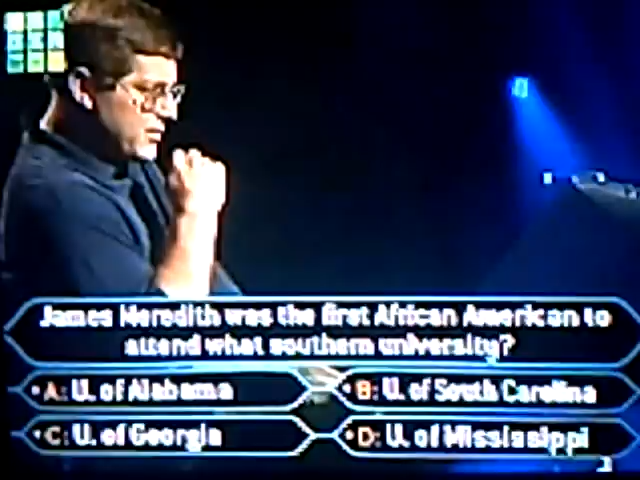 James Meredith was the first African American to
attend what southern university?
A: U. of Alabama
B: U. of South Carolina
C: U. of Georgia
D: U. of Mississippi